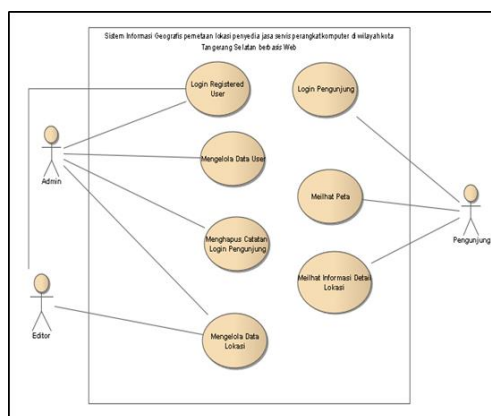 Sistem Informasi Geografis pemetaan lokasi penyedia jasa servis perangkat komputer di wilayah kota
Tangerang Selatan berbasis Web
Login Registered
User
Login Pengunjung
Admin
Mengelola Data User
Meilhat Peta
Pengunjung
Menghapus Catatan
Login Pengunjung
Meilhat Informasi Detail
Lokasi
Editor
Mengelola Data
Lokasi